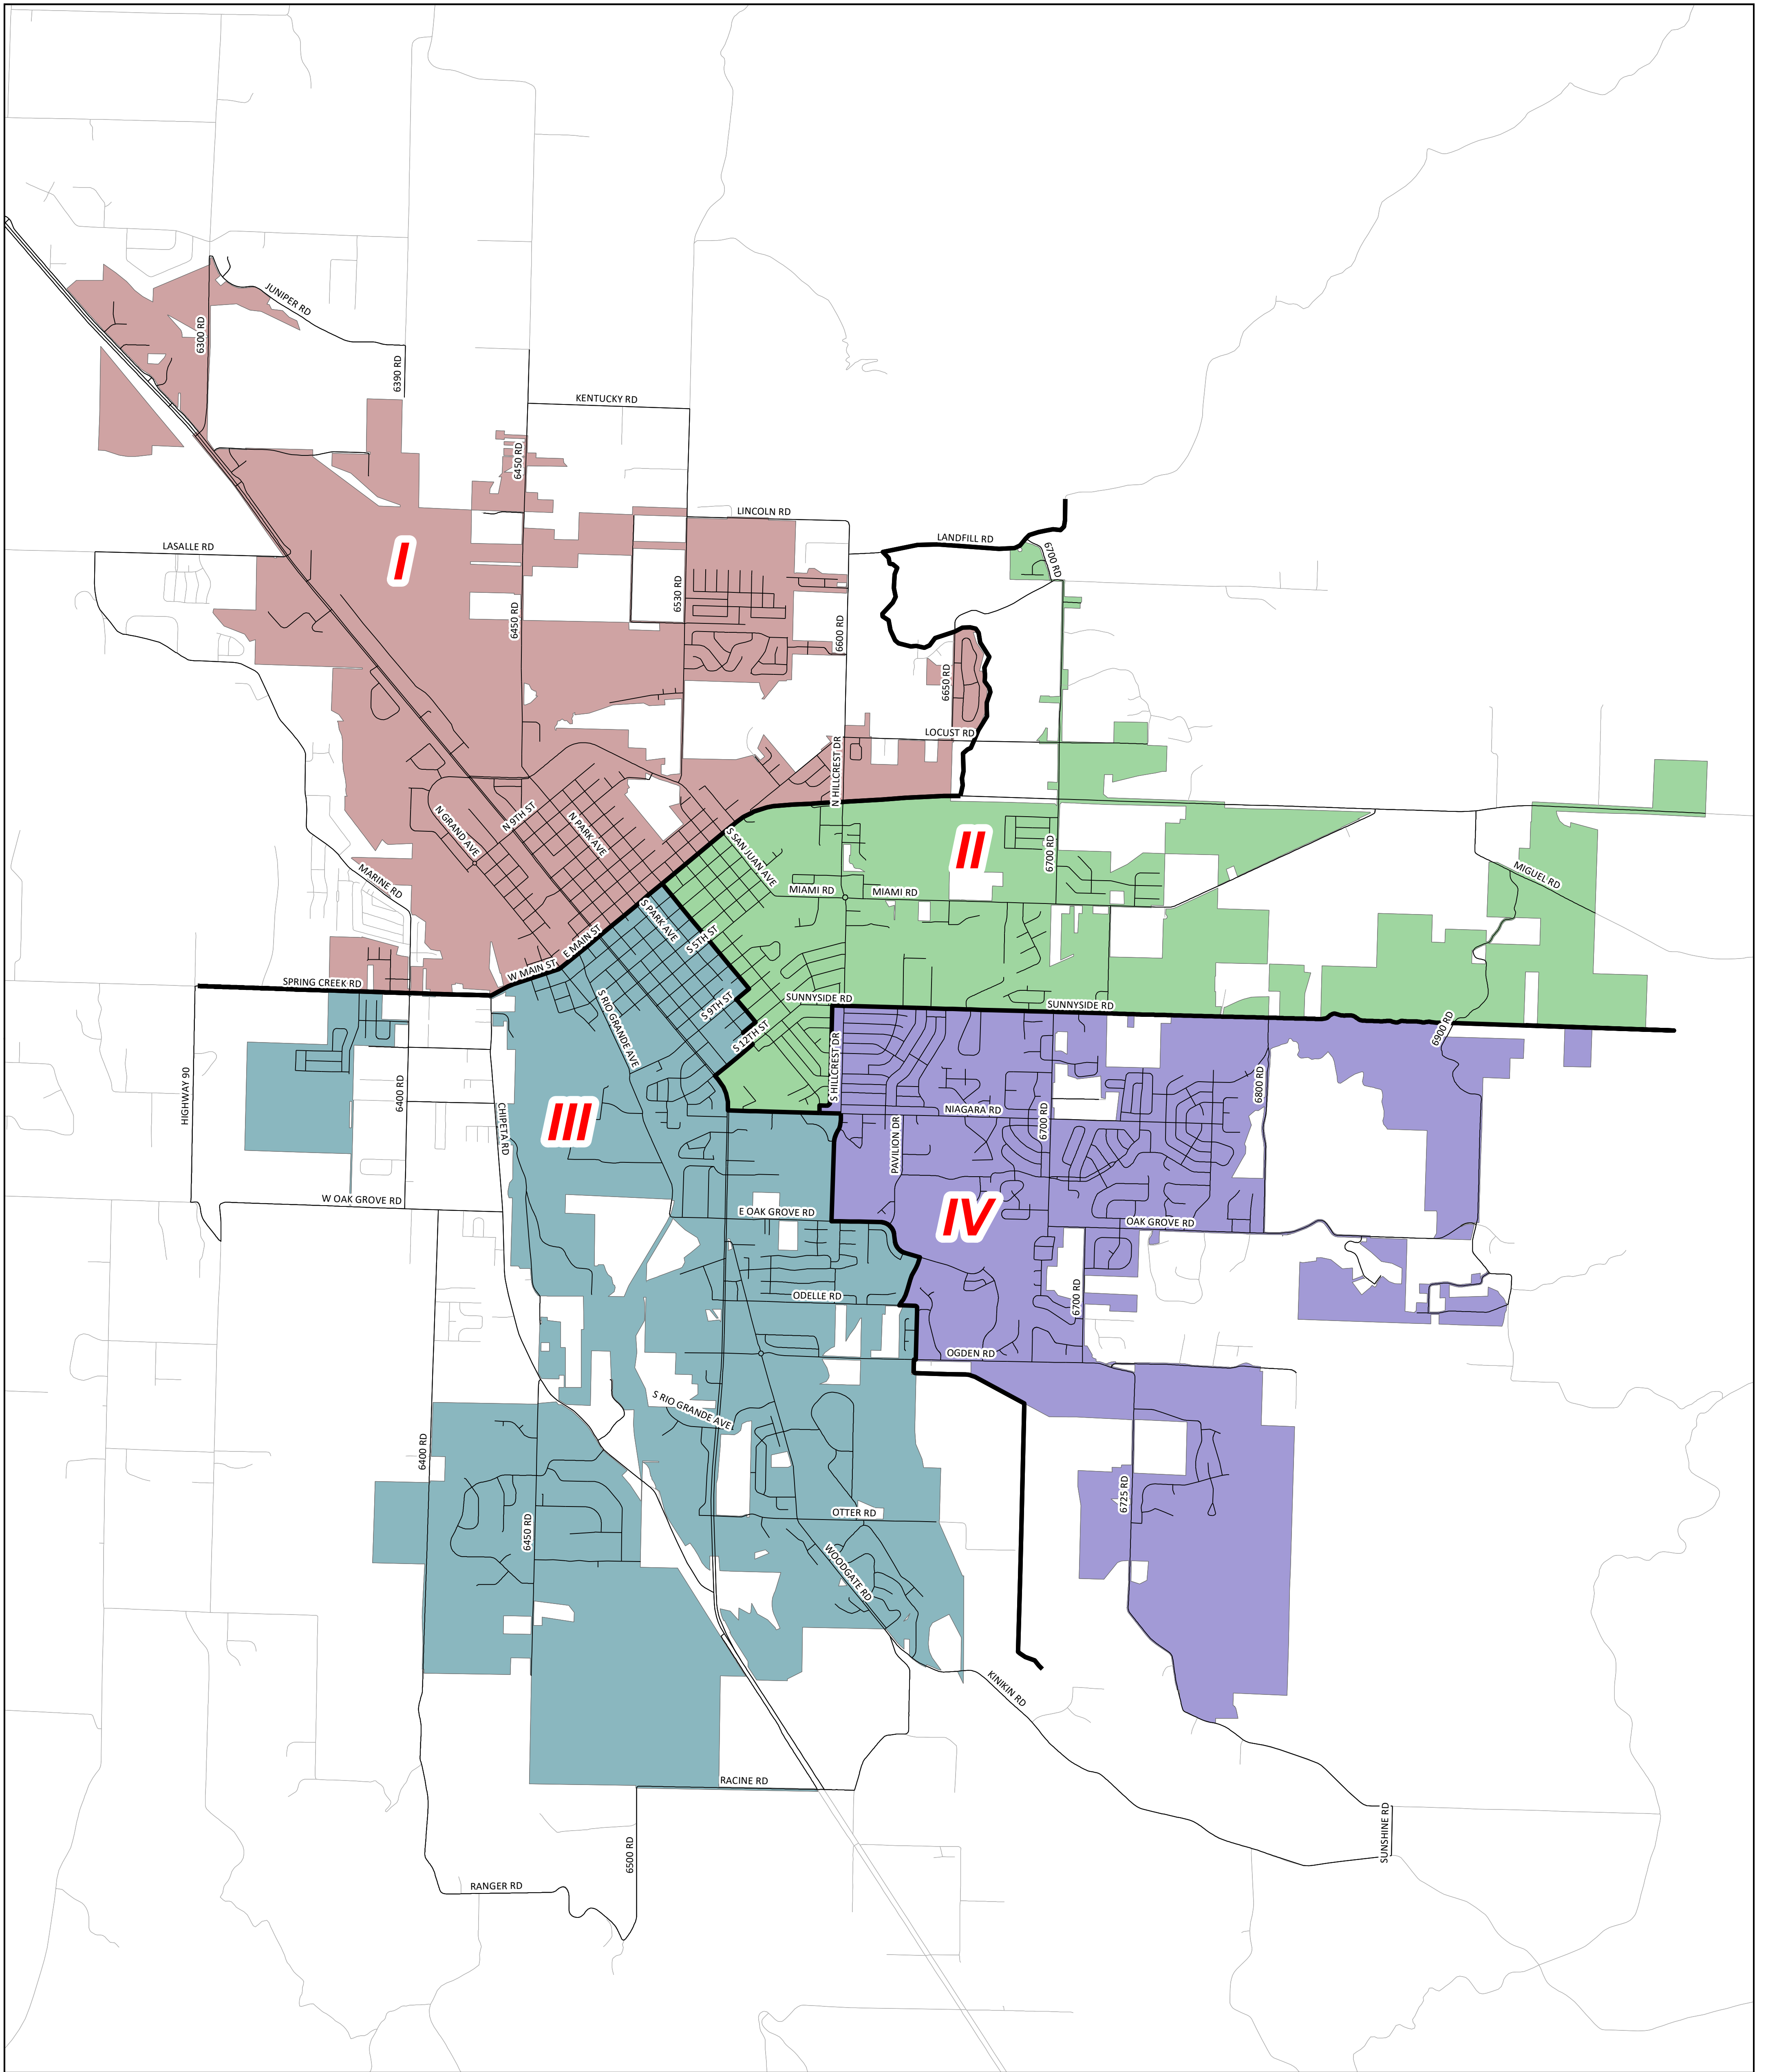 JUNIPER RD
6300 RD
6390 RD
KENTUCKY RD
6450 RD
LINCOLN RD
LANDFILL RD
LASALLE RD
I
6700 RD
6530 RD
6450 RD
6600 RD
6650 RD
LOCUST RD
N HILLCREST DR
N 9TH ST
N GRAND AVE
N PARK AVE
S SAN JUAN AVE
II
6700 RD
MARINE RD
MIAMI RD
MIAMI RD
MIGUEL RD
S PARK AVE
E MAIN ST
S 5TH ST
W MAIN ST
SPRING CREEK RD
S 9TH ST
SUNNYSIDE RD
SUNNYSIDE RD
S RIO GRANDE AVE
S 12TH ST
6900 RD
S HILLCREST DR
HIGHWAY 90
6400 RD
CHIPETA RD
III
NIAGARA RD
6700 RD
6800 RD
PAVILION DR
W OAK GROVE RD
E OAK GROVE RD
IV
OAK GROVE RD
ODELLE RD
6700 RD
OGDEN RD
S RIO GRANDE AVE
6400 RD
6450 RD
OTTER RD
6725 RD
WOODGATE RD
KINIKIN RD
RACINE RD
6500 RD
SUNSHINE RD
RANGER RD